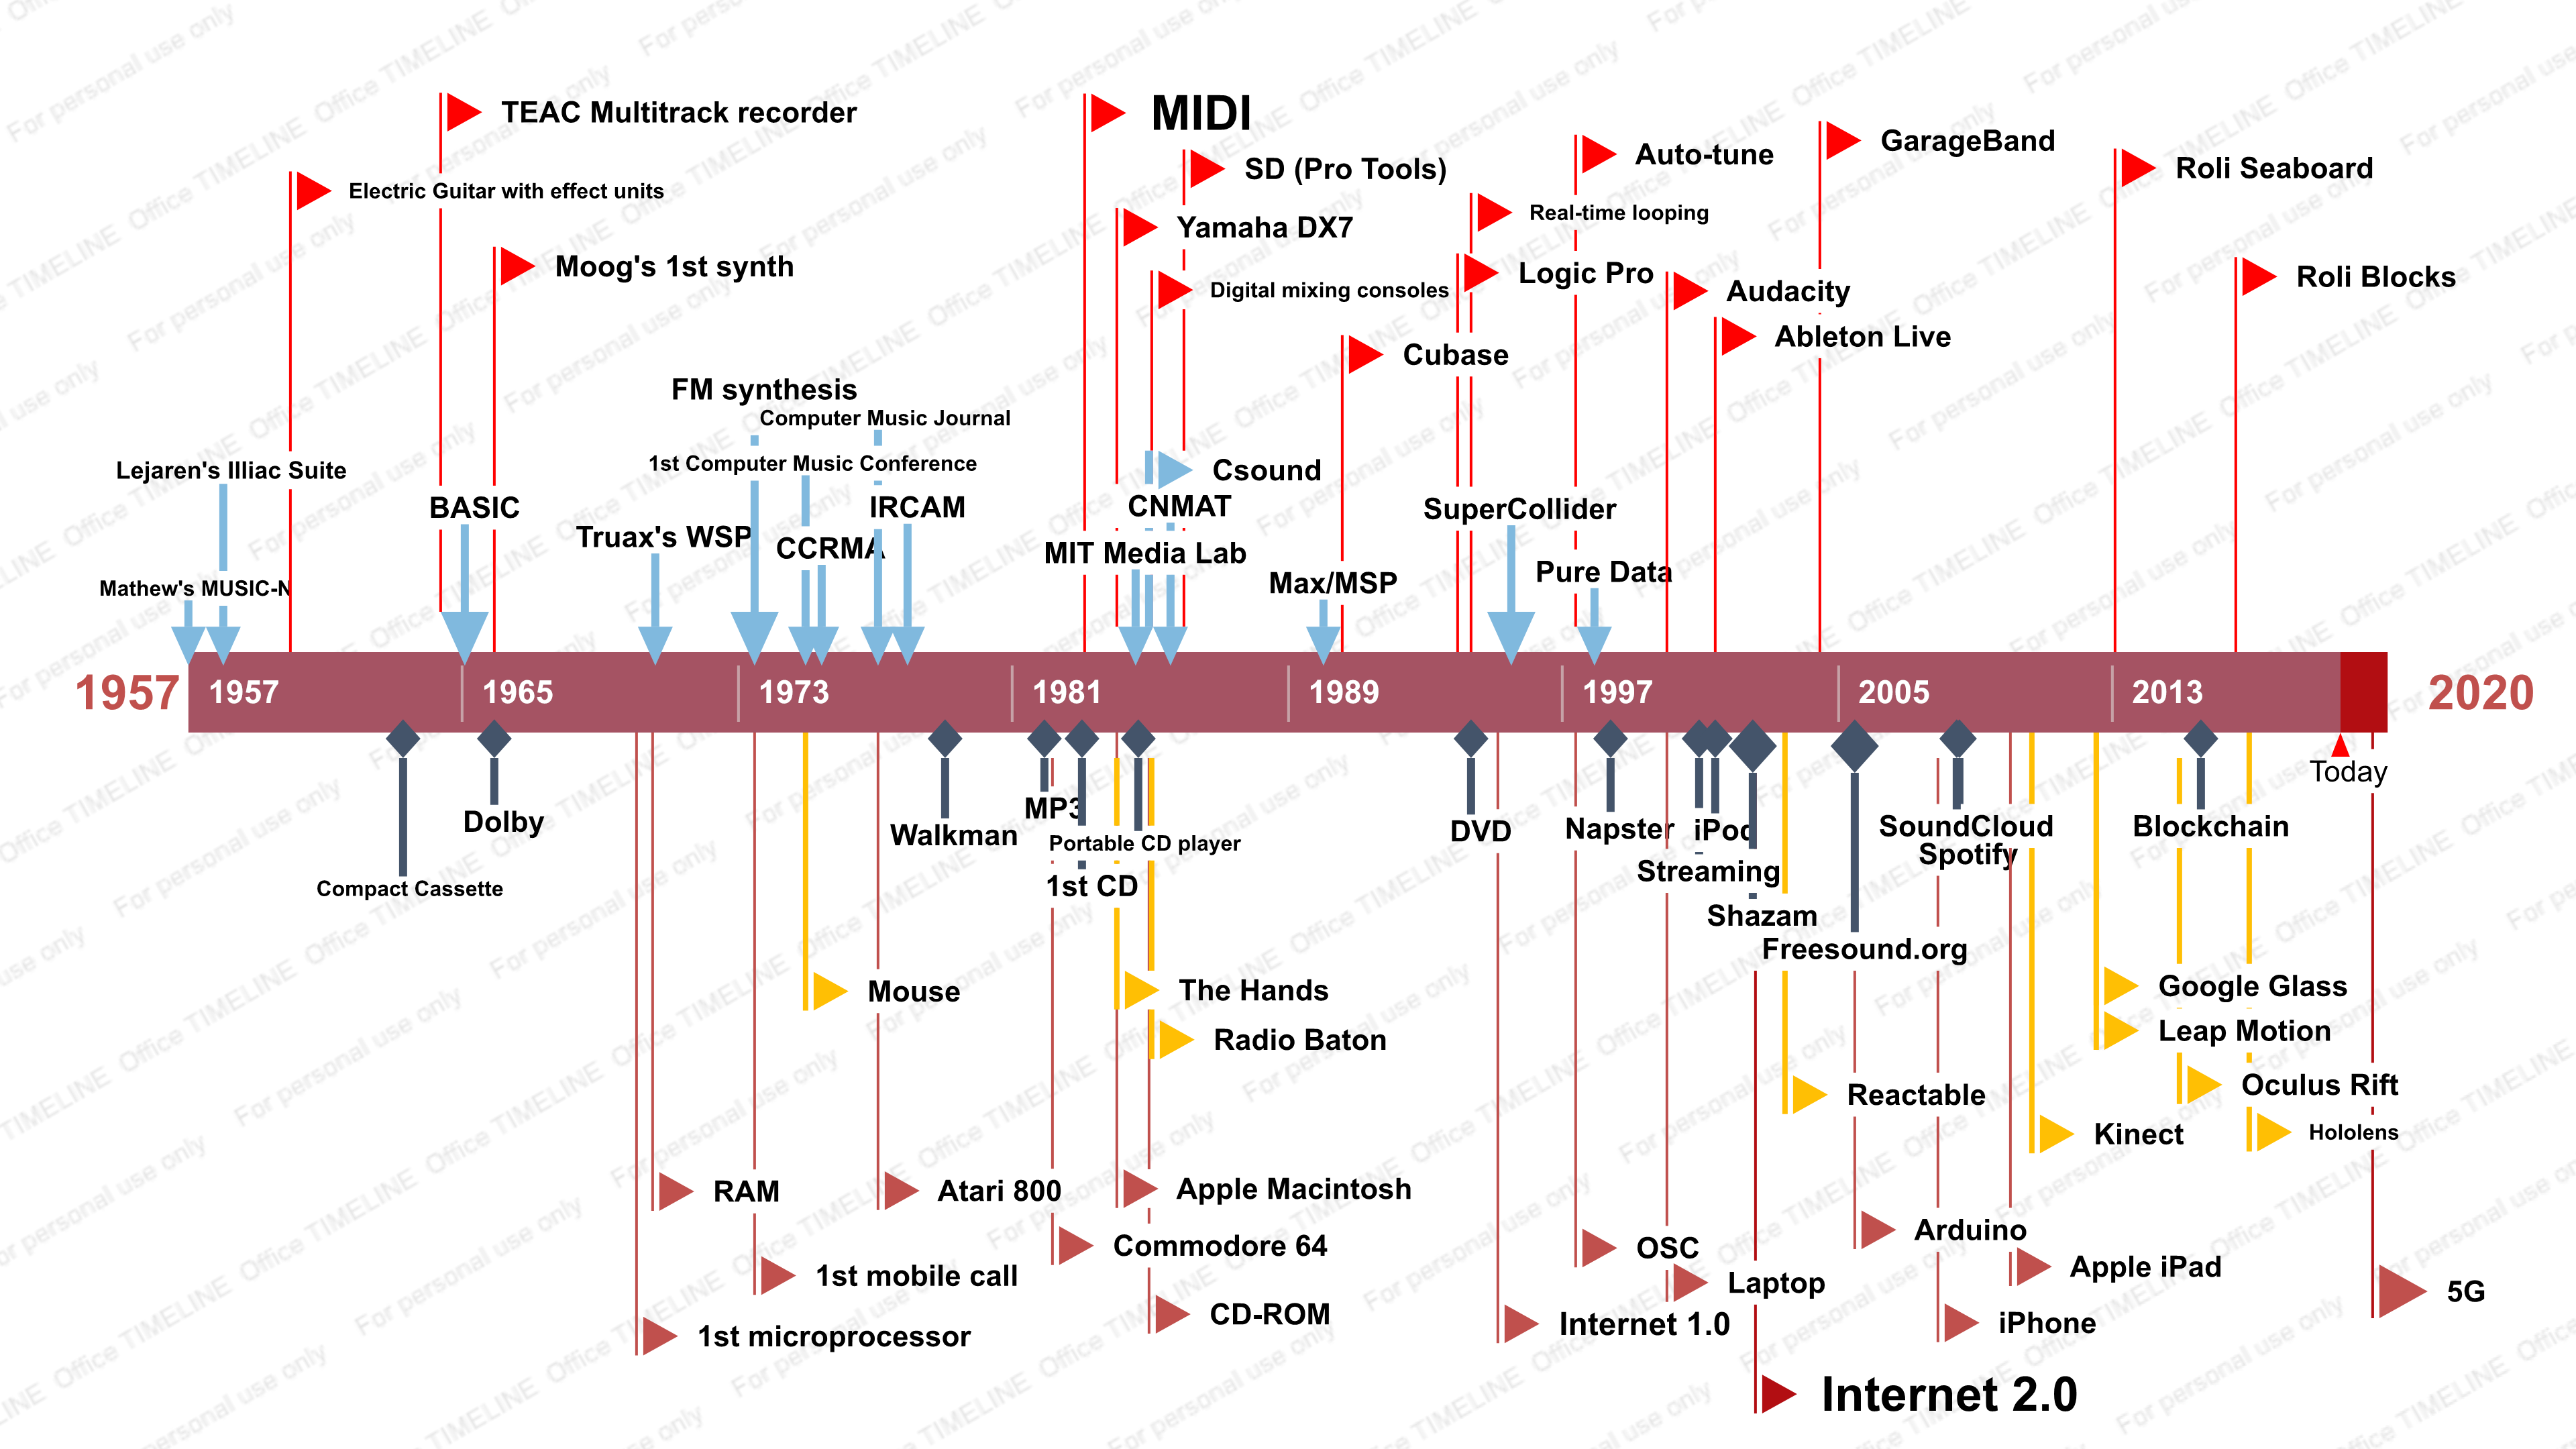 TEAC Multitrack recorder
MIDI
Auto-tune
GarageBand
SD (Pro Tools)
Roli Seaboard
Electric Guitar with effect units
Real-time looping
Yamaha DX7
Moog's 1st synth
Logic Pro
Roli Blocks
Digital mixing consoles
Audacity
Ableton Live
Cubase
FM synthesis
Computer Music Journal
1st Computer Music Conference
Lejaren's Illiac Suite
Csound
BASIC
IRCAM
CNMAT
SuperCollider
Truax's WSP
CCRMA
MIT Media Lab
Pure Data
Max/MSP
Mathew's MUSIC-N
1957 1957 1965 1973 1981 1989 1997 2005 2013 2020
Today
MP3
Dolby
Walkman
Portable CD player
DVD
Napster
iPod
SoundCloud
Spotify
Blockchain
Streaming
Compact Cassette
1st CD
Shazam
Freesound.org
Mouse
The Hands
Google Glass
Leap Motion
Radio Baton
Oculus Rift
Reactable
Kinect
Hololens
RAM
Atari 800
Apple Macintosh
Commodore 64
OSC
Arduino
1st mobile call
Laptop
Apple iPad
5G
CD-ROM
Internet 1.0
iPhone
1st microprocessor
Internet 2.0
Office TIMELINE For personal use only